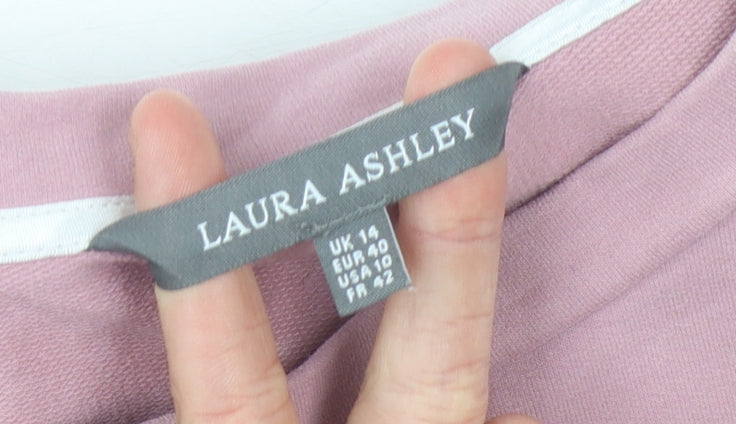 LAURA ASHLEY
UK 14
EUR 40
USA 10
FR 42